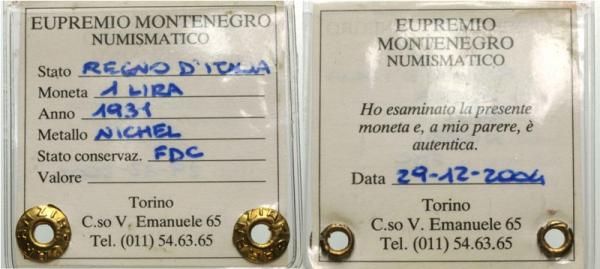 EUPREMIO MONTENEGRO
NUMISMATICO
Stato REGNO D'ITALIA
Moneta 1 LIRA
Anno 1931
Metallo NICHEL
Stato conservaz. FDC
Valore
Torino
C.so V. Emanuele 65
Tel. (011) 54.63.65
EUPREMIO
MONTENEGRO
NUMISMATICO
Ho esaminato la presente
moneta e, a mio parere, è
autentica.
Data 29-12-2004
Torino
C.so V. Emanuele 65
Tel. (011) 54.63.65